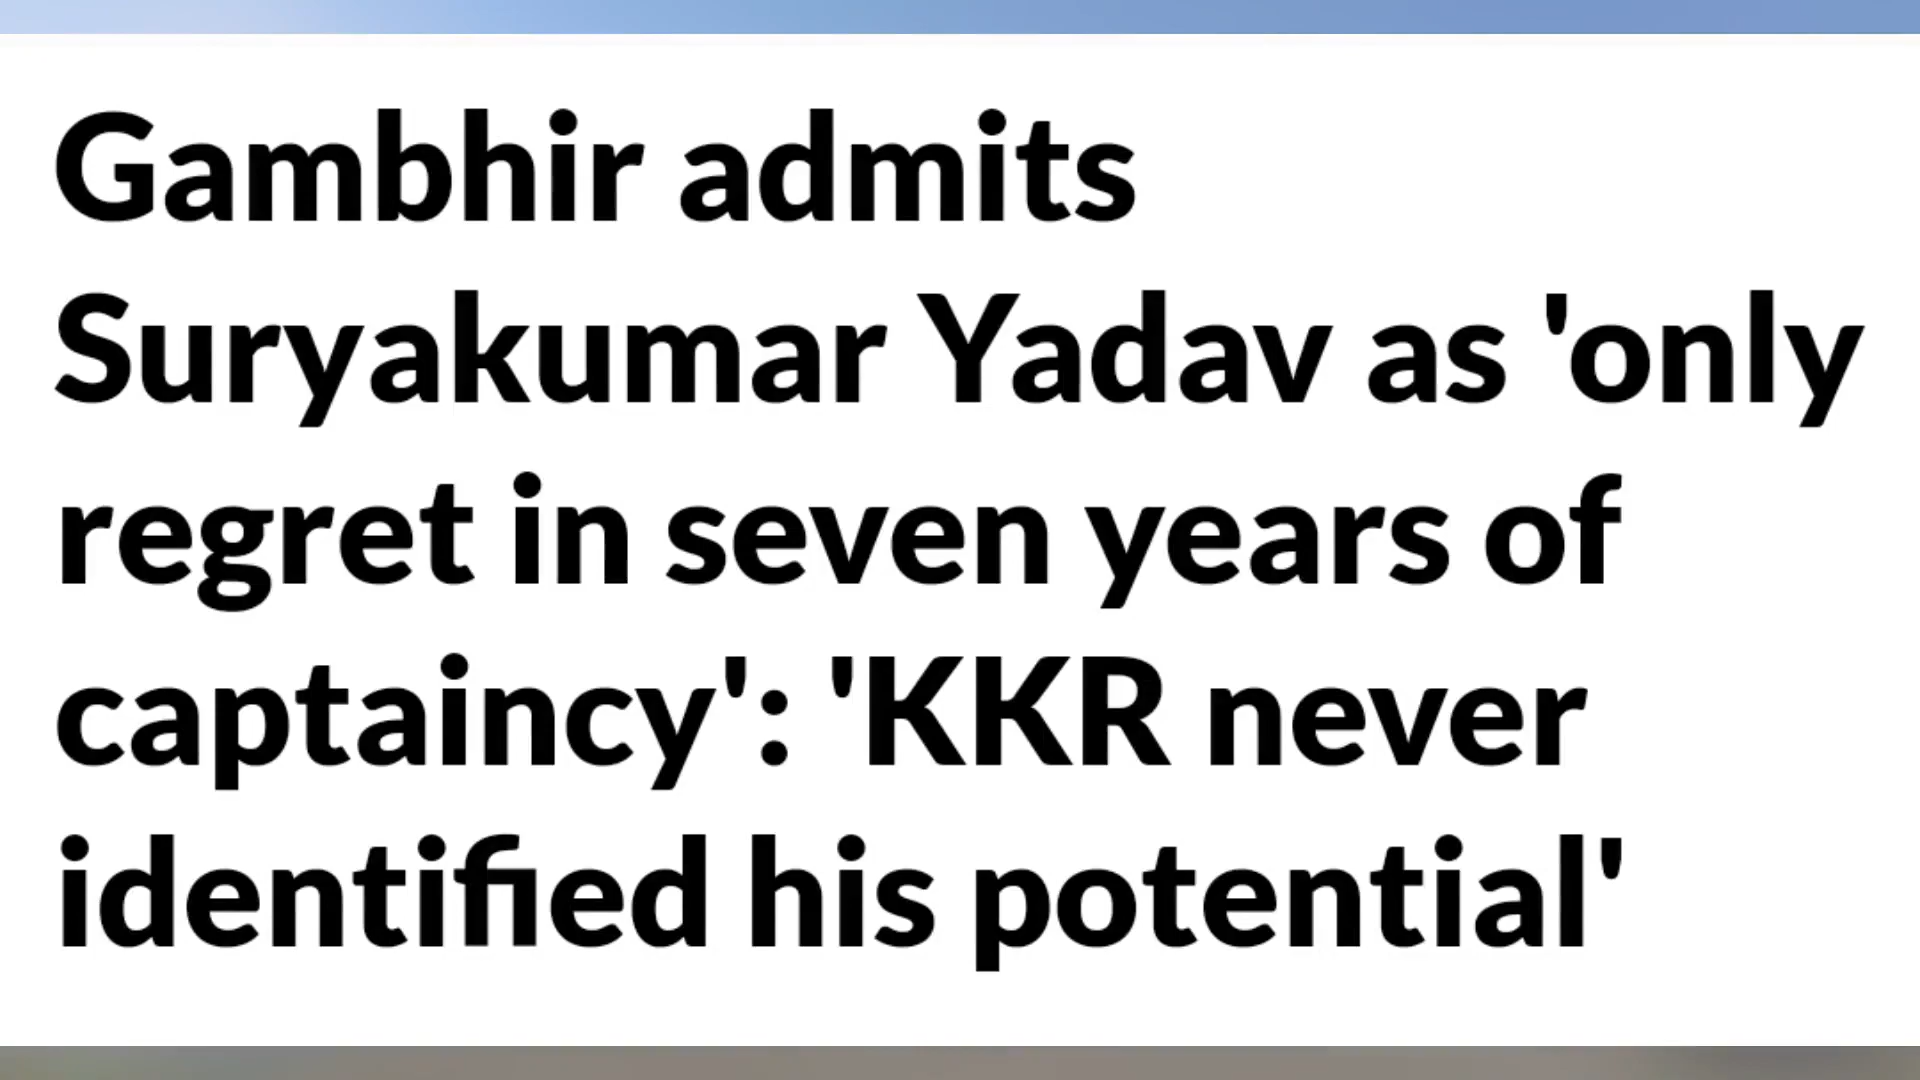 Gambhir admits
Suryakumar Yadav as 'only
regret in seven years of
captaincy': 'KKR never
identified his potential'